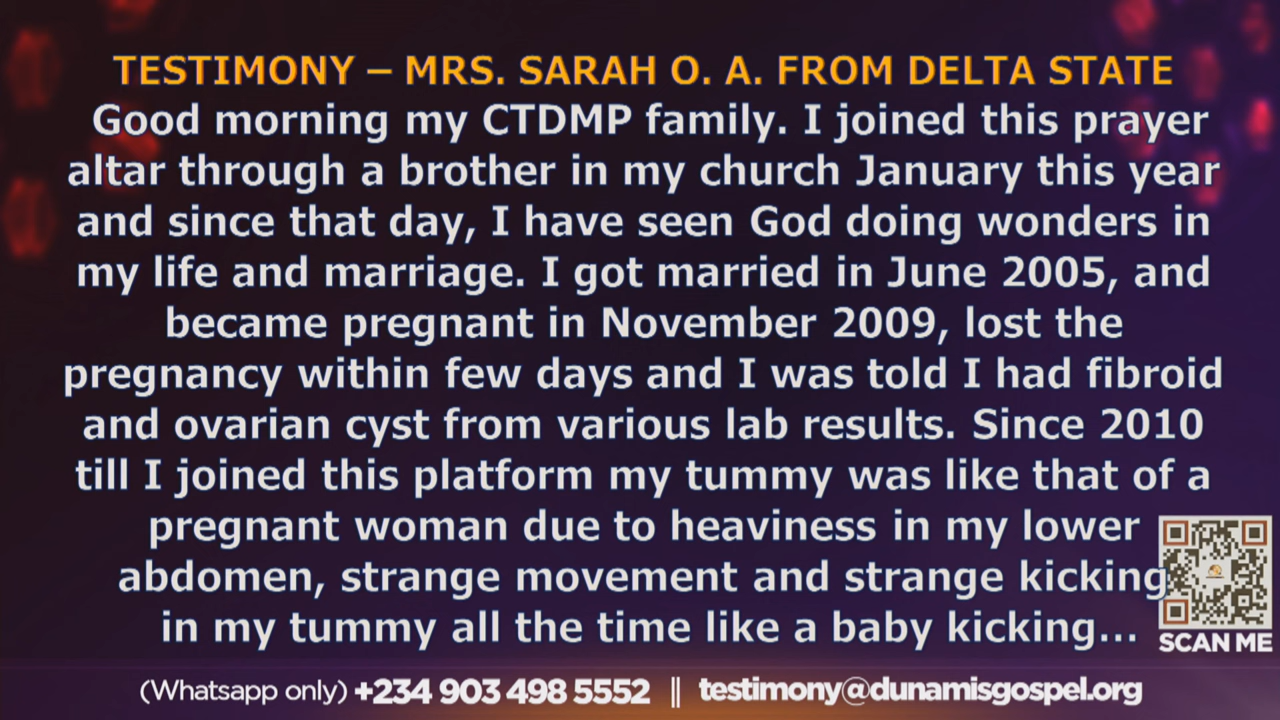 TESTIMONY – MRS. SARAH O. A. FROM DELTA STATE
Good morning my CTDMP family. I joined this prayer
altar through a brother in my church January this year
and since that day, I have seen God doing wonders in
my life and marriage. I got married in June 2005, and
became pregnant in November 2009, lost the
pregnancy within few days and I was told I had fibroid
and ovarian cyst from various lab results. Since 2010
till I joined this platform my tummy was like that of a
pregnant woman due to heaviness in my lower
abdomen, strange movement and strange kicking
in my tummy all the time like a baby kicking...
SCAN ME
(Whatsapp only) +234 903 498 5552 || testimony@dunamisgospel.org